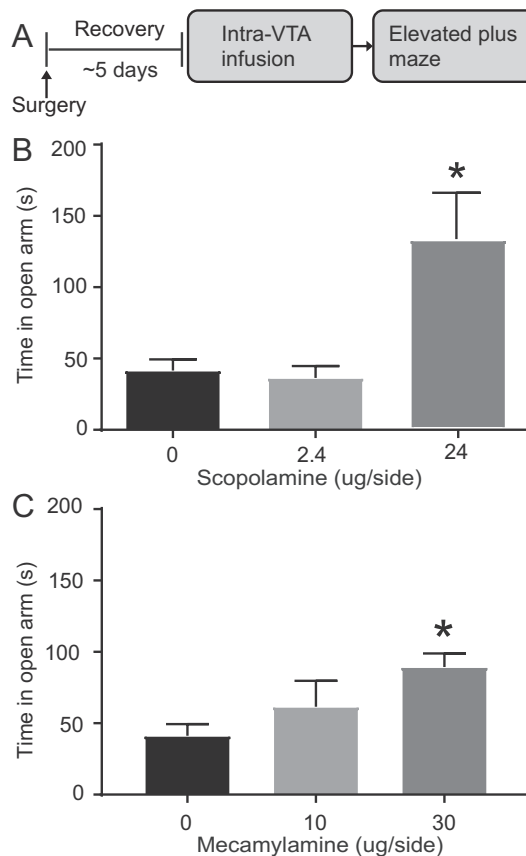 A
Recovery
~5 days
Surgery
Intra-VTA
infusion
Elevated plus
maze
B
Time in open arm (s)
200
150
100
50
0
*
0 2.4 24
Scopolamine (ug/side)
C
Time in open arm (s)
200
150
100
50
0
*
0 10 30
Mecamylamine (ug/side)